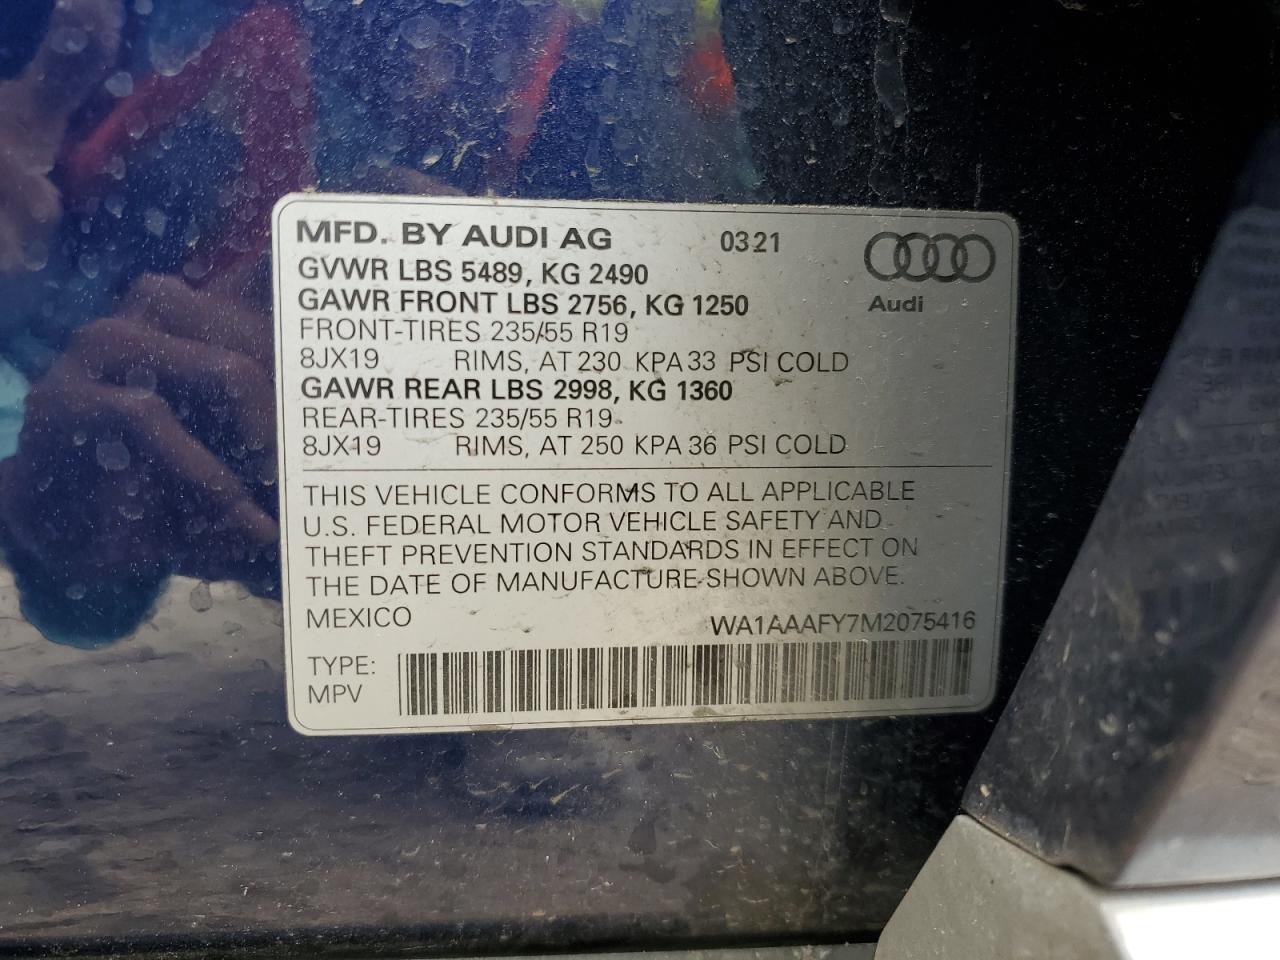 MFD. BY AUDI AG 0321
GVWR LBS 5489, KG 2490
GAWR FRONT LBS 2756, KG 1250
Audi
FRONT-TIRES 235/55 R19
8JX19 RIMS, AT 230 KPA 33 PSI COLD
GAWR REAR LBS 2998, KG 1360
REAR-TIRES 235/55 R19
8JX19 RIMS, AT 250 KPA 36 PSI COLD
THIS VEHICLE CONFORMS TO ALL APPLICABLE
U.S. FEDERAL MOTOR VEHICLE SAFETY AND
THEFT PREVENTION STANDARDS IN EFFECT ON
THE DATE OF MANUFACTURE SHOWN ABOVE.
MEXICO WA1AAAFY7M2075416
TYPE:
MPV